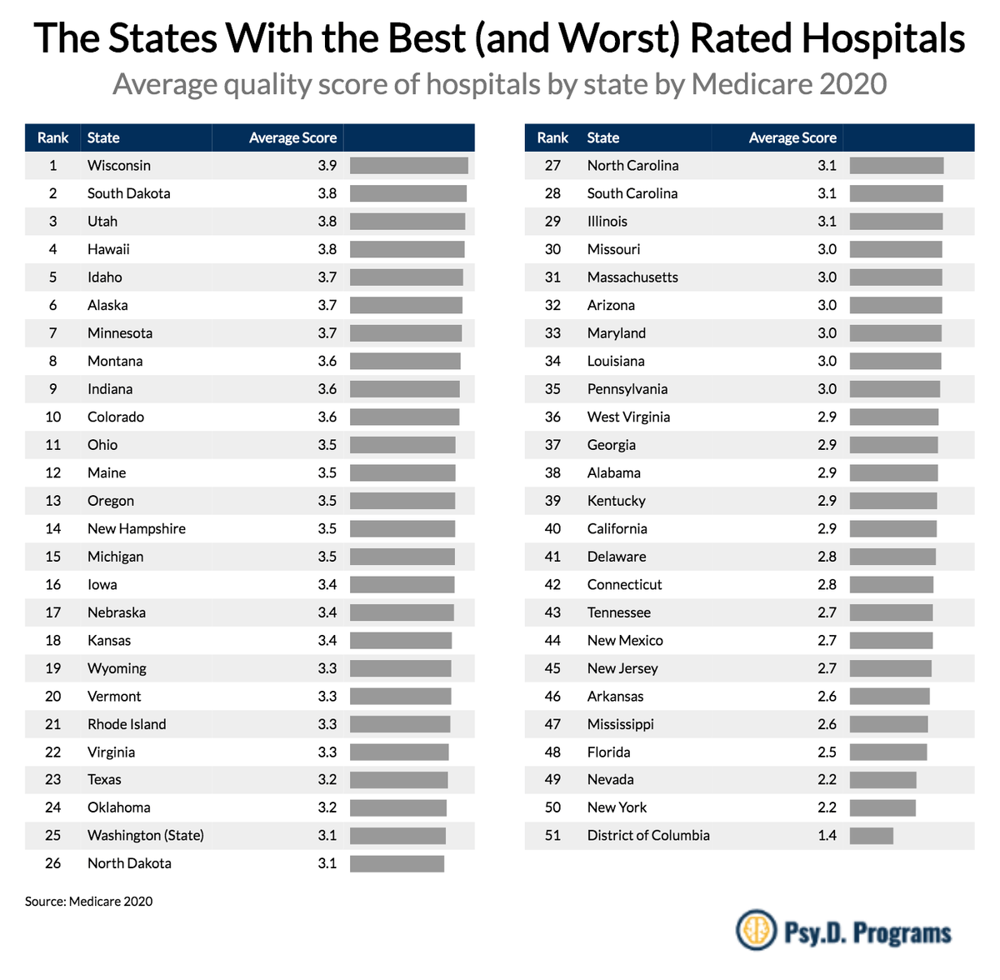 The States With the Best (and Worst) Rated Hospitals
Average quality score of hospitals by state by Medicare 2020
Rank State Average Score
1 Wisconsin 3.9
2 South Dakota 3.8
3 Utah 3.8
4 Hawaii 3.8
5 Idaho 3.7
6 Alaska 3.7
7 Minnesota 3.7
8 Montana 3.6
9 Indiana 3.6
10 Colorado 3.6
11 Ohio 3.5
12 Maine 3.5
13 Oregon 3.5
14 New Hampshire 3.5
15 Michigan 3.5
16 Iowa 3.4
17 Nebraska 3.4
18 Kansas 3.4
19 Wyoming 3.3
20 Vermont 3.3
21 Rhode Island 3.3
22 Virginia 3.3
23 Texas 3.2
24 Oklahoma 3.2
25 Washington (State) 3.1
26 North Dakota 3.1
Rank State Average Score
27 North Carolina 3.1
28 South Carolina 3.1
29 Illinois 3.1
30 Missouri 3.0
31 Massachusetts 3.0
32 Arizona 3.0
33 Maryland 3.0
34 Louisiana 3.0
35 Pennsylvania 3.0
36 West Virginia 2.9
37 Georgia 2.9
38 Alabama 2.9
39 Kentucky 2.9
40 California 2.9
41 Delaware 2.8
42 Connecticut 2.8
43 Tennessee 2.7
44 New Mexico 2.7
45 New Jersey 2.7
46 Arkansas 2.6
47 Mississippi 2.6
48 Florida 2.5
49 Nevada 2.2
50 New York 2.2
51 District of Columbia 1.4
Source: Medicare 2020
Psy.D. Programs